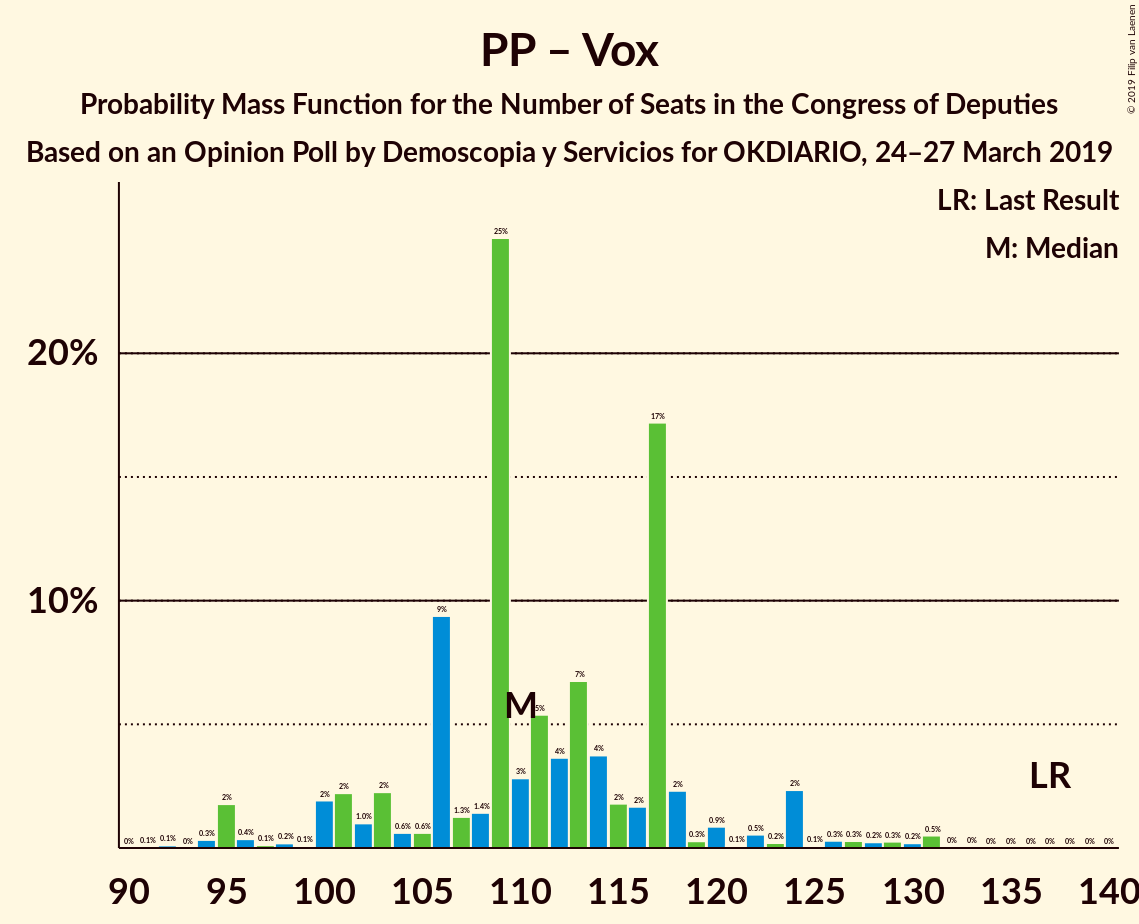 PP – Vox
Probability Mass Function for the Number of Seats in the Congress of Deputies
Based on an Opinion Poll by Demoscopia y Servicios for OKDIARIO, 24–27 March 2019
© 2019 Filip van Laenen
LR: Last Result
M: Median
20%
10%
0% 0.1% 0.1% 0% 0.3% 2% 0.4% 0.1% 0.2% 0.1% 2% 2% 1.0% 2% 0.6% 0.6% 9% 1.3% 1.4% 25% 3% 5% 4% 7% 4% 2% 2% 17% 2% 0.3% 0.9% 0.1% 0.5% 0.2% 2% 0.1% 0.3% 0.3% 0.2% 0.3% 0.2% 0.5% 0% 0% 0% 0% 0% 0% 0% 0% 0%
M
LR
90 95 100 105 110 115 120 125 130 135 140